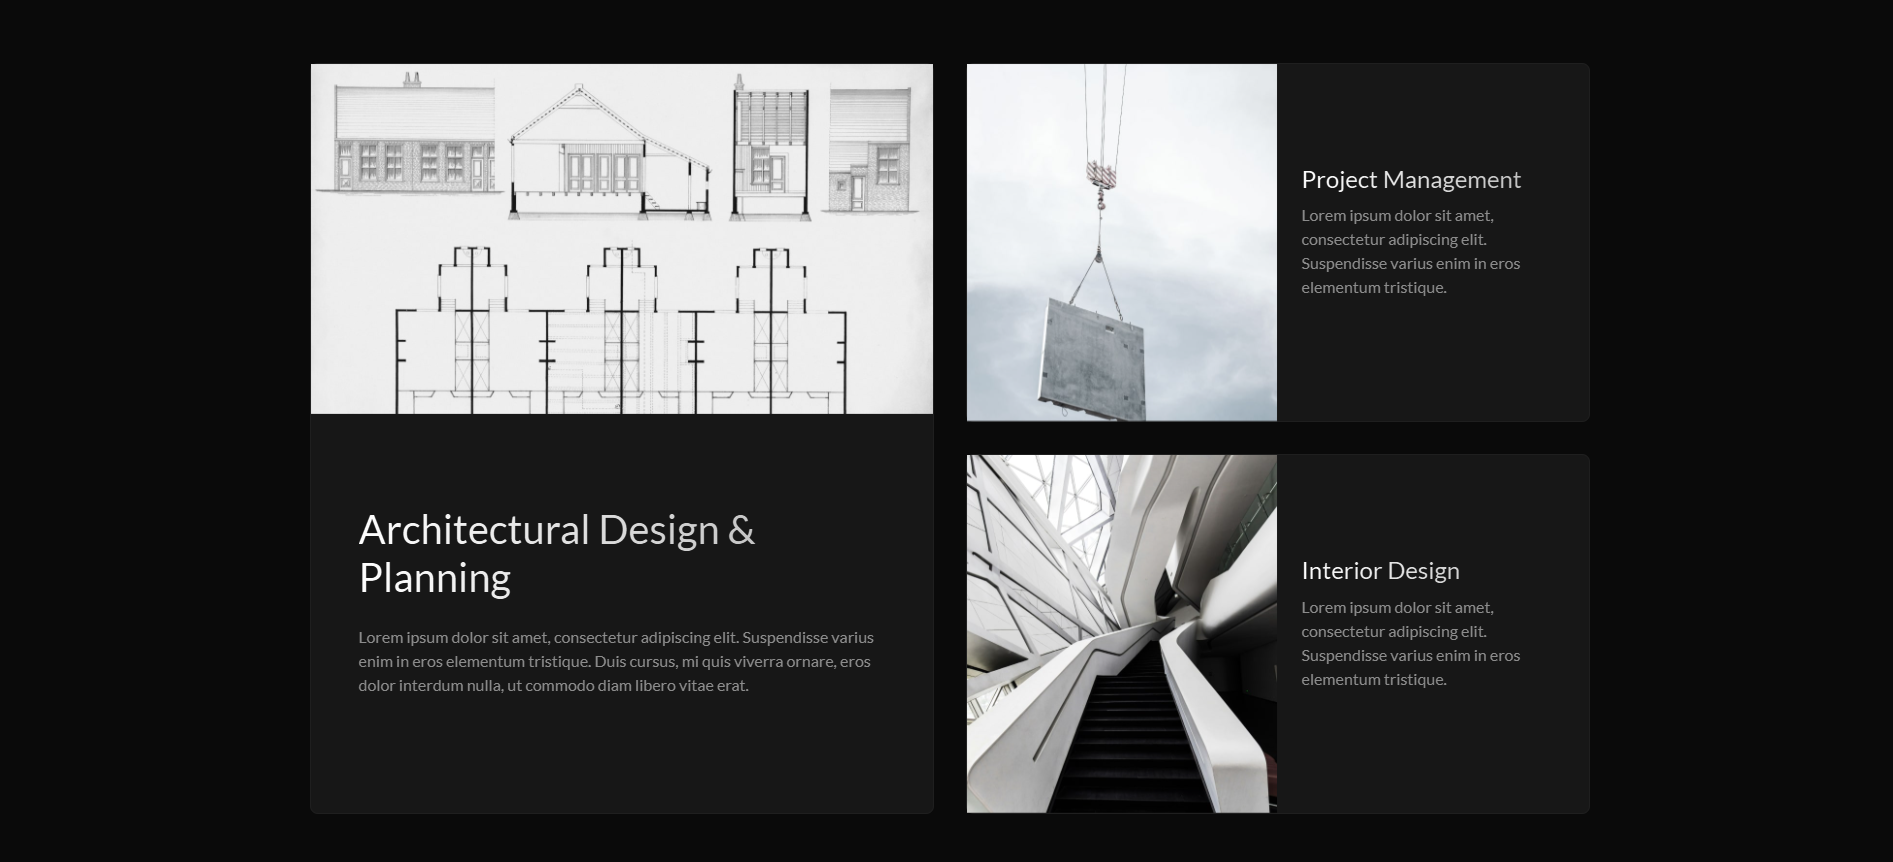 Architectural Design &
Planning
Lorem ipsum dolor sit amet, consectetur adipiscing elit. Suspendisse varius
enim in eros elementum tristique. Duis cursus, mi quis viverra ornare, eros
dolor interdum nulla, ut commodo diam libero vitae erat.
Project Management
Lorem ipsum dolor sit amet,
consectetur adipiscing elit.
Suspendisse varius enim in eros
elementum tristique.
Interior Design
Lorem ipsum dolor sit amet,
consectetur adipiscing elit.
Suspendisse varius enim in eros
elementum tristique.